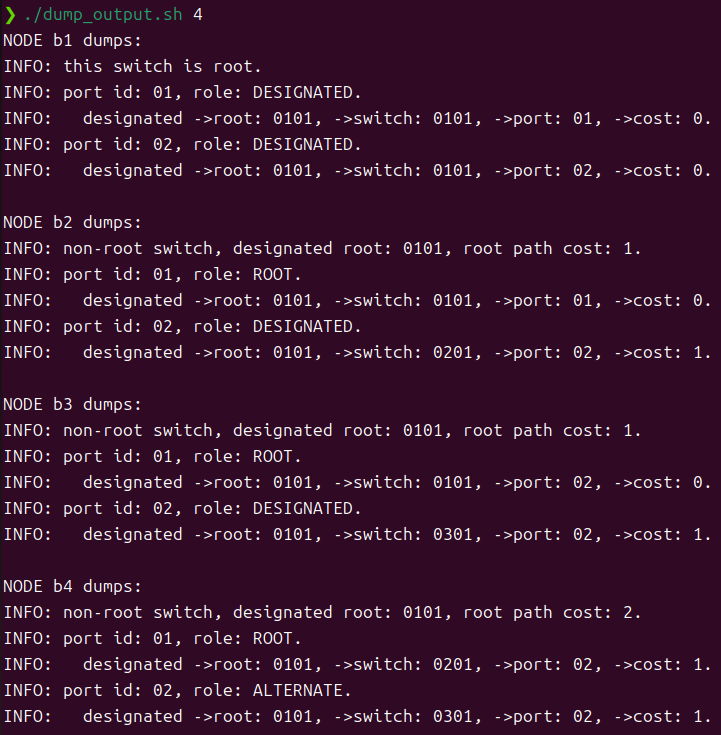 ❯ ./dump_output.sh 4
NODE b1 dumps:
INFO: this switch is root.
INFO: port id: 01, role: DESIGNATED.
INFO:   designated ->root: 0101, ->switch: 0101, ->port: 01, ->cost: 0.
INFO: port id: 02, role: DESIGNATED.
INFO:   designated ->root: 0101, ->switch: 0101, ->port: 02, ->cost: 0.

NODE b2 dumps:
INFO: non-root switch, designated root: 0101, root path cost: 1.
INFO: port id: 01, role: ROOT.
INFO:   designated ->root: 0101, ->switch: 0101, ->port: 01, ->cost: 0.
INFO: port id: 02, role: DESIGNATED.
INFO:   designated ->root: 0101, ->switch: 0201, ->port: 02, ->cost: 1.

NODE b3 dumps:
INFO: non-root switch, designated root: 0101, root path cost: 1.
INFO: port id: 01, role: ROOT.
INFO:   designated ->root: 0101, ->switch: 0101, ->port: 02, ->cost: 0.
INFO: port id: 02, role: DESIGNATED.
INFO:   designated ->root: 0101, ->switch: 0301, ->port: 02, ->cost: 1.

NODE b4 dumps:
INFO: non-root switch, designated root: 0101, root path cost: 2.
INFO: port id: 01, role: ROOT.
INFO:   designated ->root: 0101, ->switch: 0201, ->port: 02, ->cost: 1.
INFO: port id: 02, role: ALTERNATE.
INFO:   designated ->root: 0101, ->switch: 0301, ->port: 02, ->cost: 1.